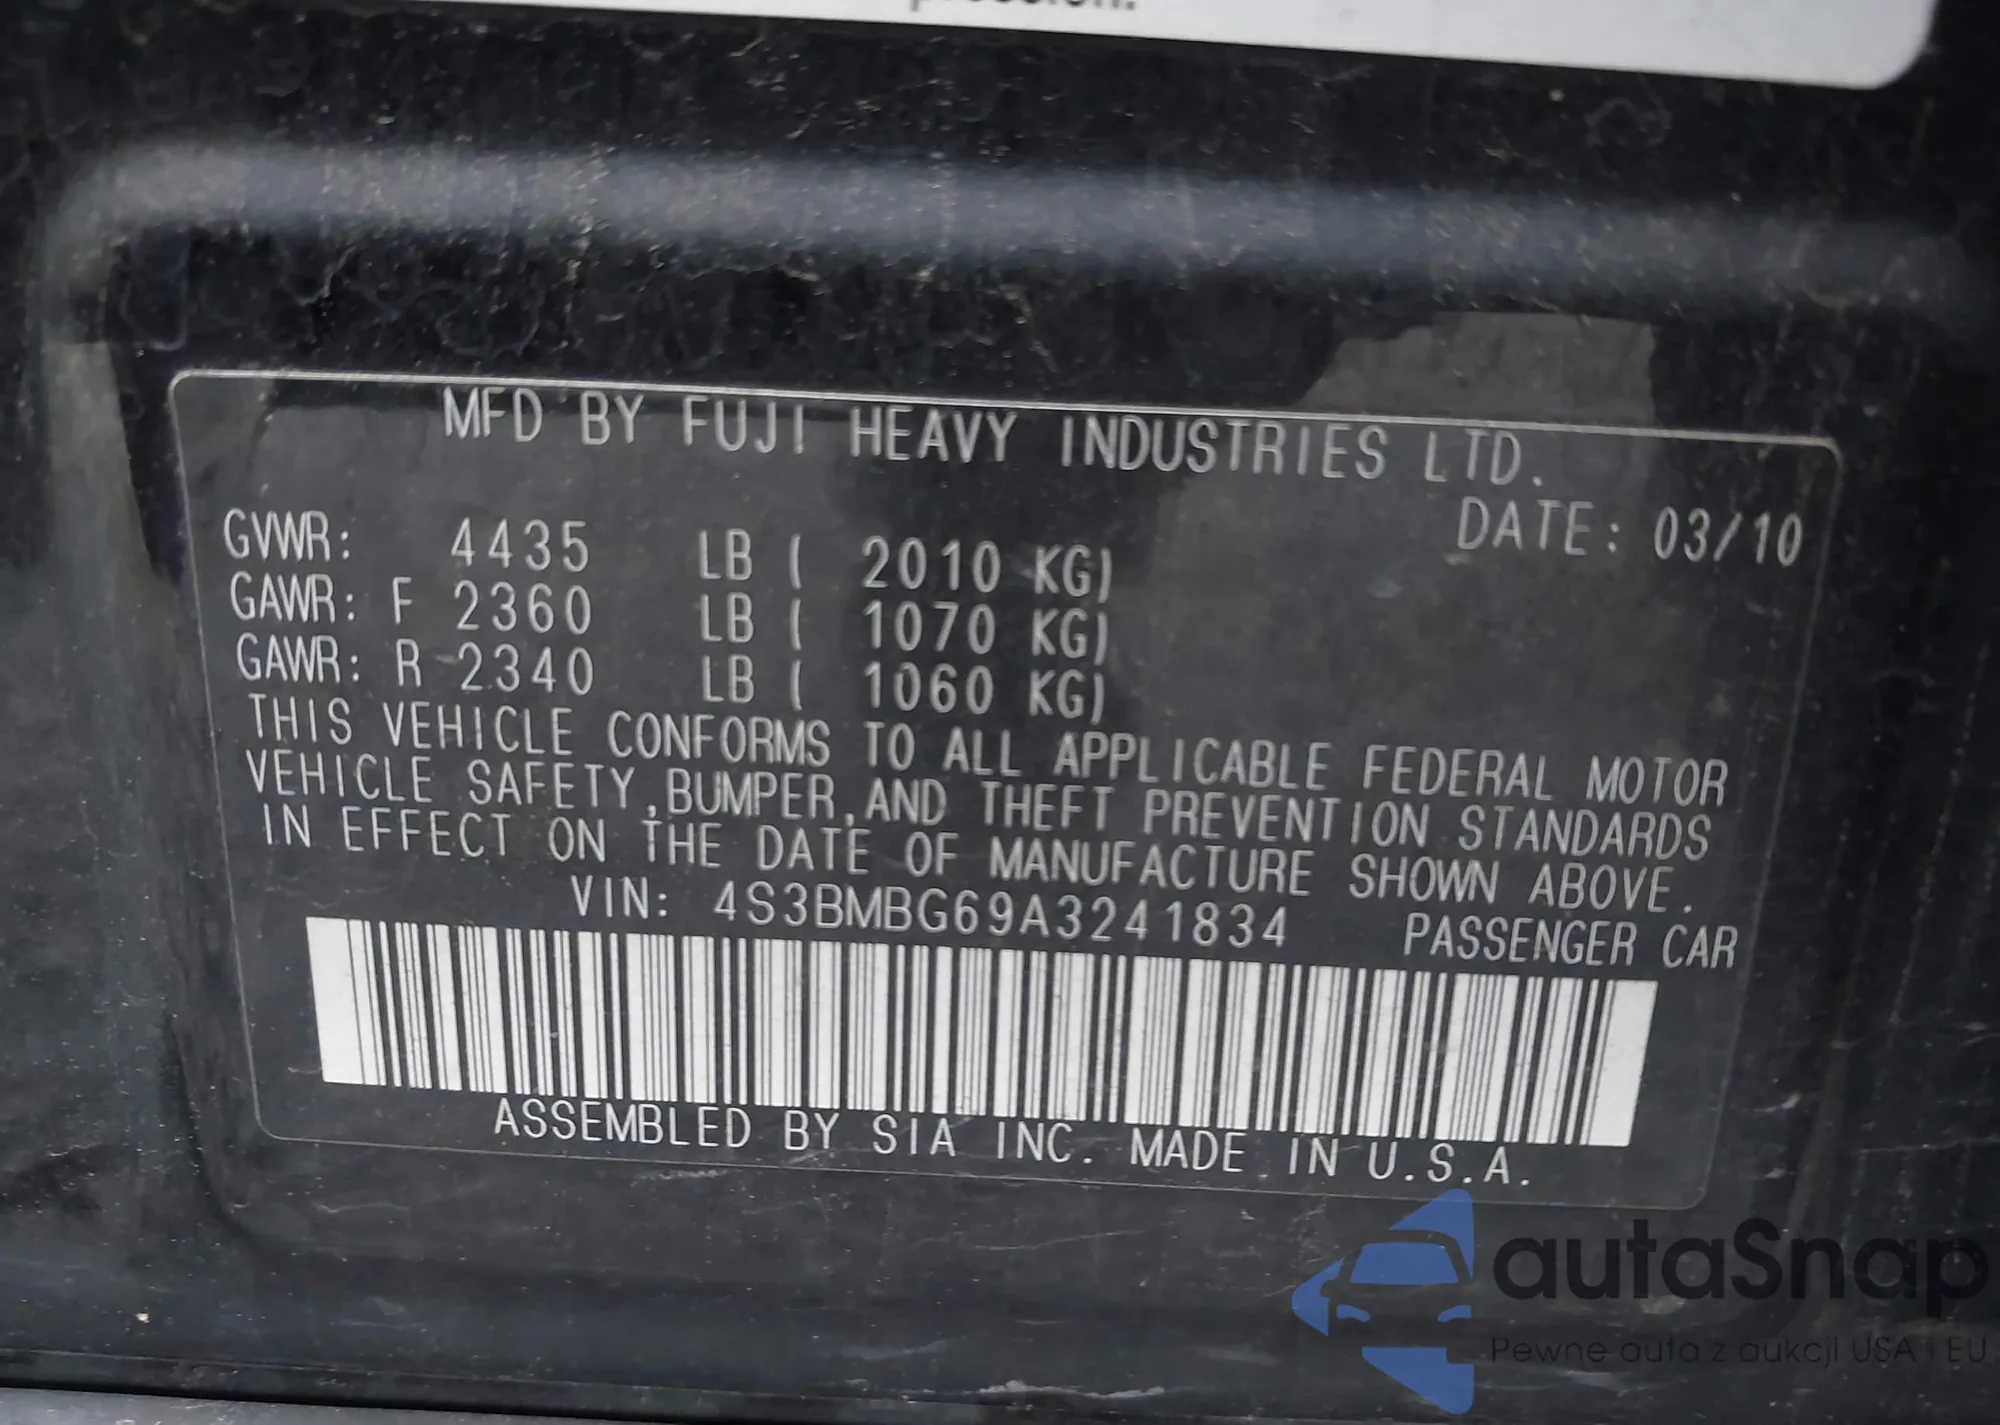 MFD BY FUJI HEAVY INDUSTRIES LTD.
DATE: 03/10
GVWR: 4435 LB ( 2010 KG)
GAWR: F 2360 LB ( 1070 KG)
GAWR: R 2340 LB ( 1060 KG)
THIS VEHICLE CONFORMS TO ALL APPLICABLE FEDERAL MOTOR
VEHICLE SAFETY,BUMPER,AND THEFT PREVENTION STANDARDS
IN EFFECT ON THE DATE OF MANUFACTURE SHOWN ABOVE.
VIN: 4S3BMBG69A3241834 PASSENGER CAR
ASSEMBLED BY SIA INC. MADE IN U.S.A.
autaSnap
Pewne auta z aukcji USA i EU